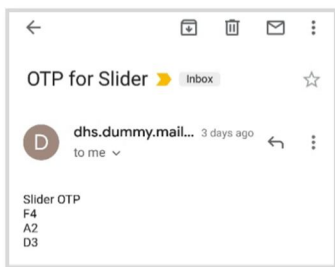 OTP for Slider Inbox
D
dhs.dummy.mail... 3 days ago
to me
Slider OTP
F4
A2
D3